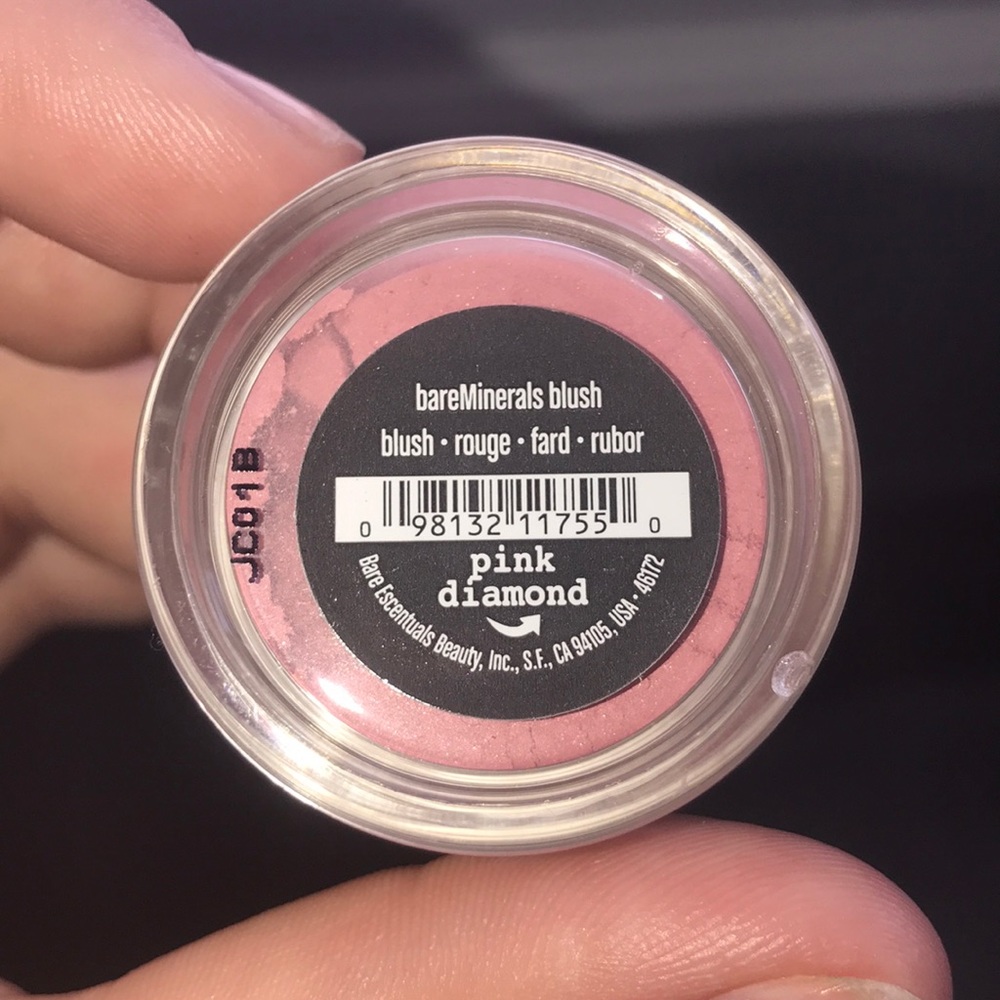 bareMinerals blush
blush • rouge • fard • rubor
0 98132 11755 0
pink
diamond
Bare Escentuals Beauty, Inc., S.F., CA 94105, USA • 46172
JC01B